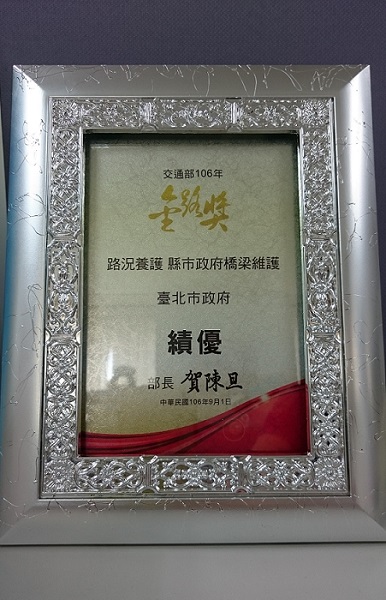 交通部106年
金路獎
路況養護 縣市政府橋梁維護
臺北市政府
績優
部長 賀陳旦
中華民國106年9月1日